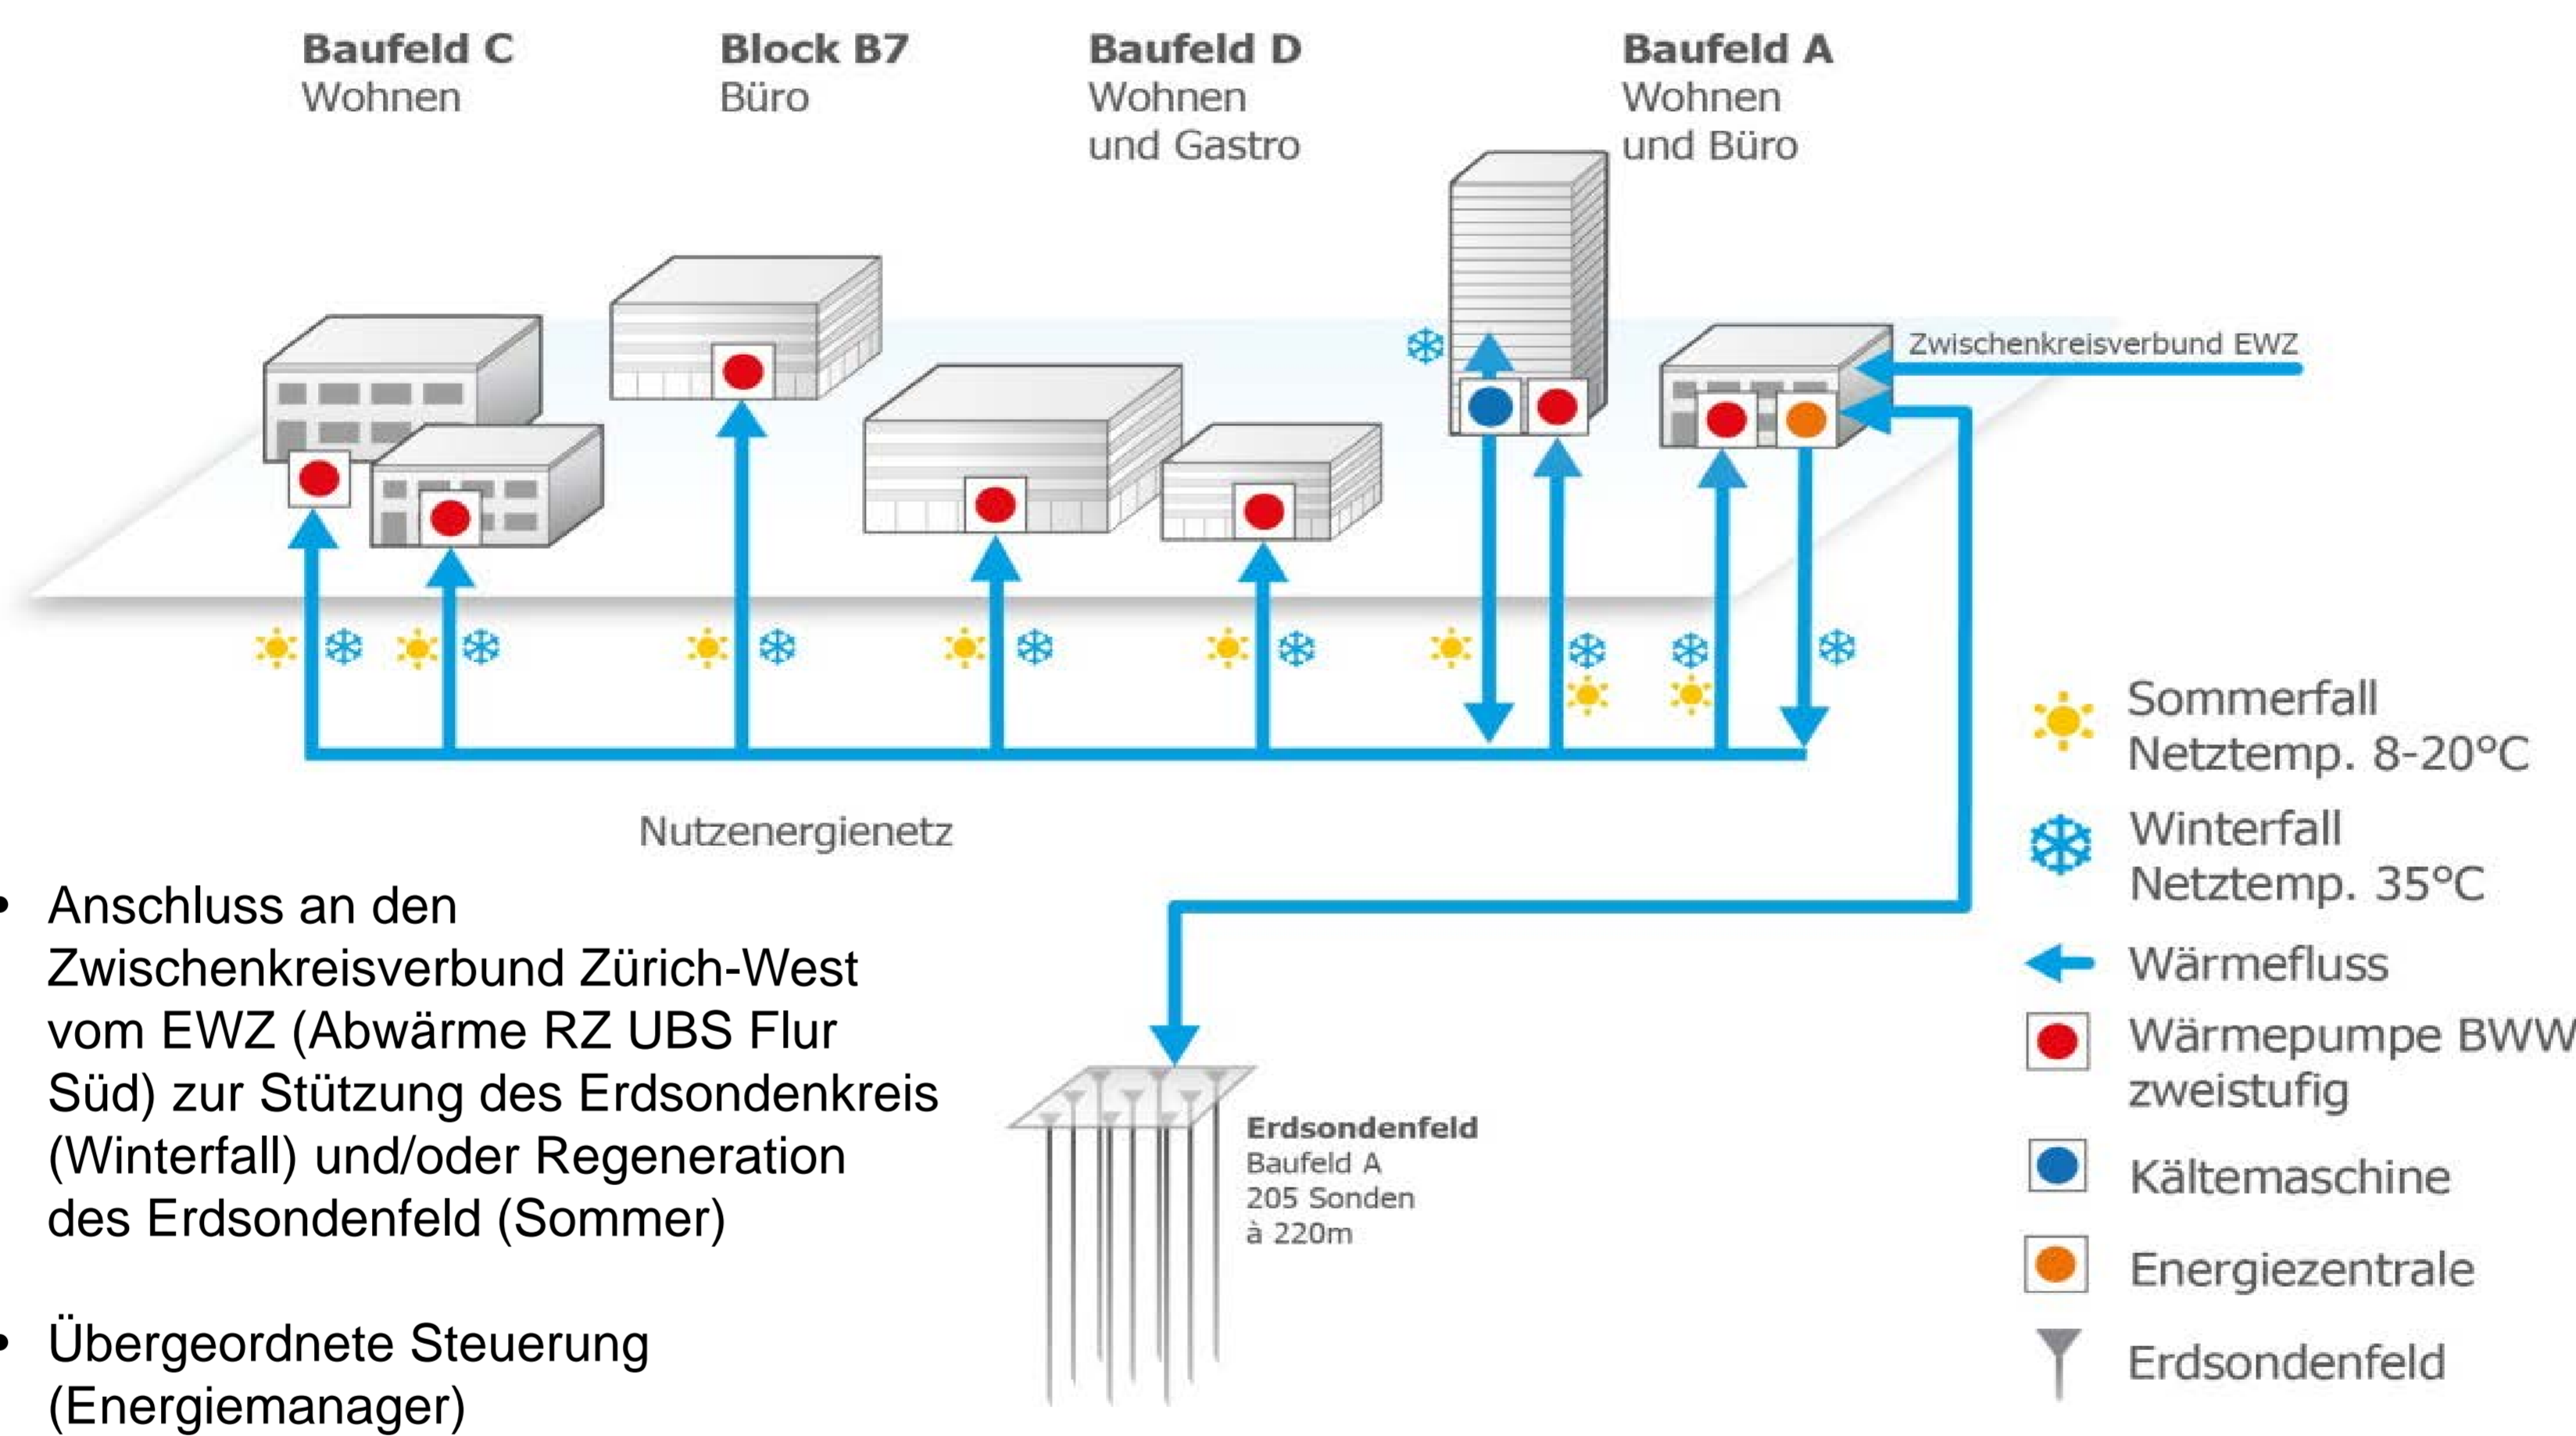 Baufeld C
Wohnen
Block B7
Büro
Baufeld D
Wohnen
und Gastro
Baufeld A
Wohnen
und Büro
Zwischenkreisverbund EWZ
Nutzenergienetz
• Anschluss an den
Zwischenkreisverbund Zürich-West
vom EWZ (Abwärme RZ UBS Flur
Süd) zur Stützung des Erdsondenkreis
(Winterfall) und/oder Regeneration
des Erdsondenfeld (Sommer)
• Übergeordnete Steuerung
(Energiemanager)
Erdsondenfeld
Baufeld A
205 Sonden
à 220m
Sommerfall
Netztemp. 8-20°C
Winterfall
Netztemp. 35°C
Wärmefluss
Wärmepumpe BWW
zweistufig
Kältemaschine
Energiezentrale
Erdsondenfeld